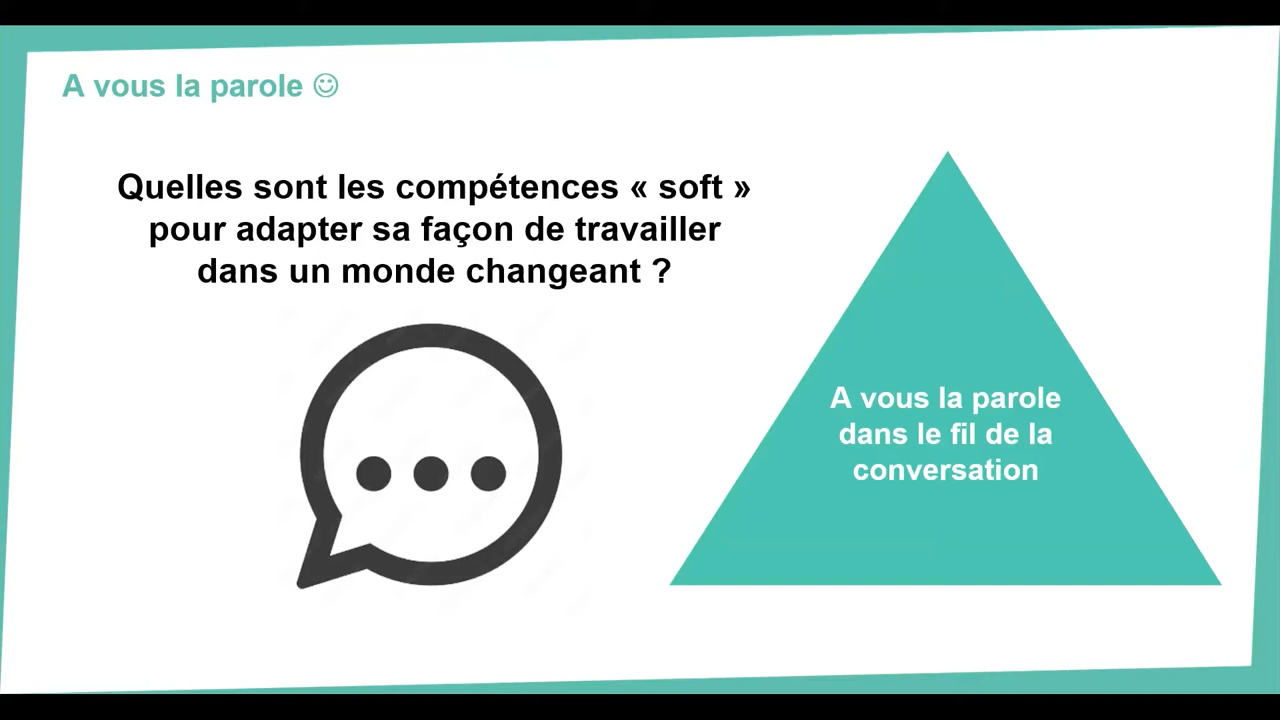 A vous la parole ☺
Quelles sont les compétences « soft »
pour adapter sa façon de travailler
dans un monde changeant ?
A vous la parole
dans le fil de la
conversation